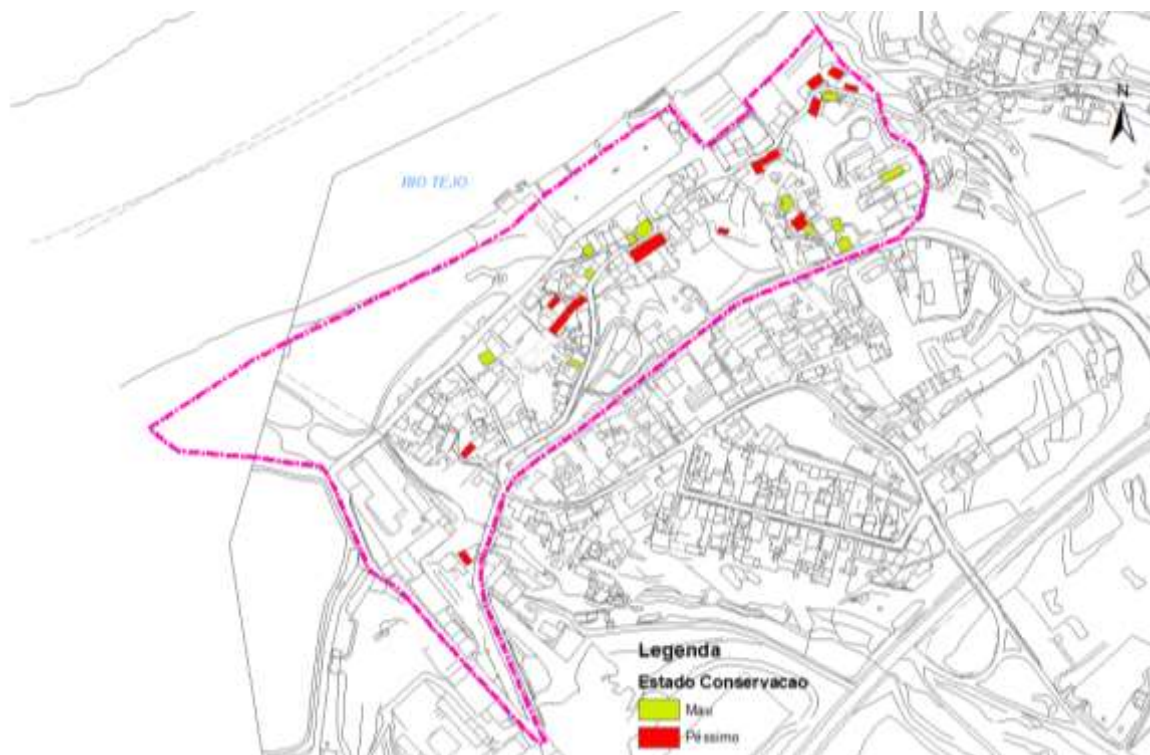 N
RIO TEJO
Legenda
Estado Conservacao
Mau
Péssimo